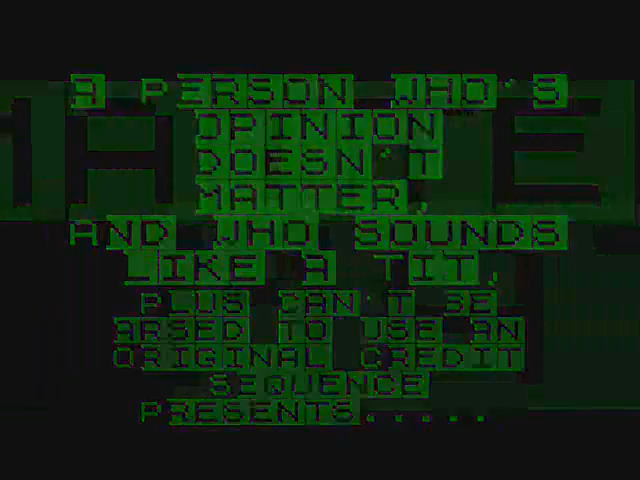 A PERSON WHO'S
OPINION
DOESN'T
MATTER,
AND WHO SOUNDS
LIKE A TIT,
PLUS CAN'T BE
ARSED TO USE AN
ORIGINAL CREDIT
SEQUENCE
PRESENTS.....